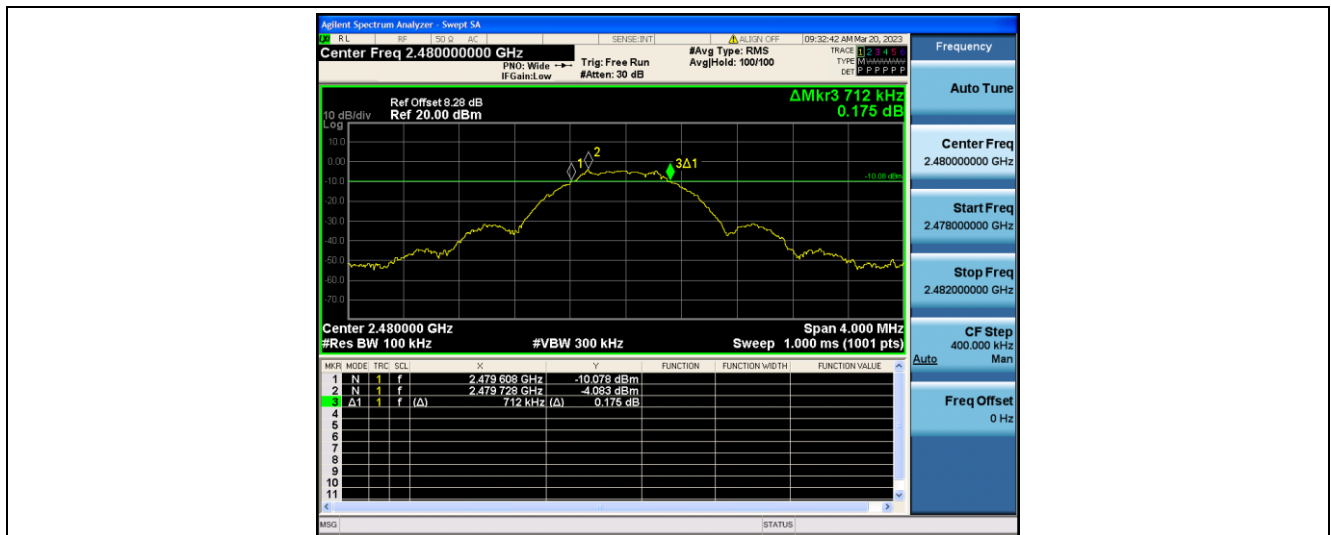 Agilent Spectrum Analyzer - Swept SA
RL RF 50 Ω AC SENSE:INT ALIGN OFF 09:32:42 AM Mar 20, 2023
Center Freq 2.480000000 GHz
PNO: Wide
IFGain:Low
Trig: Free Run
#Atten: 30 dB
#Avg Type: RMS
Avg|Hold: 100/100
TRACE 1 2 3 4 5 6
TYPE M
DET P P P P P P
Frequency
Auto Tune
Center Freq
2.480000000 GHz
Start Freq
2.478000000 GHz
Stop Freq
2.482000000 GHz
CF Step
400.000 kHz
Auto Man
Freq Offset
0 Hz
ΔMkr3 712 kHz
0.175 dB
Ref Offset 8.28 dB
10 dB/div Ref 20.00 dBm
Log
10.0
0.00
-10.0
-20.0
-30.0
-40.0
-50.0
-60.0
-70.0
1
2
3Δ1
-10.08 dBm
Center 2.480000 GHz Span 4.000 MHz
#Res BW 100 kHz #VBW 300 kHz Sweep 1.000 ms (1001 pts)
MKR MODE TRC SCL X Y FUNCTION FUNCTION WIDTH FUNCTION VALUE
1 N 1 f 2.479 608 GHz -10.078 dBm
2 N 1 f 2.479 728 GHz -4.083 dBm
3 Δ1 1 f (Δ) 712 kHz (Δ) 0.175 dB
4
5
6
7
8
9
10
11
MSG STATUS